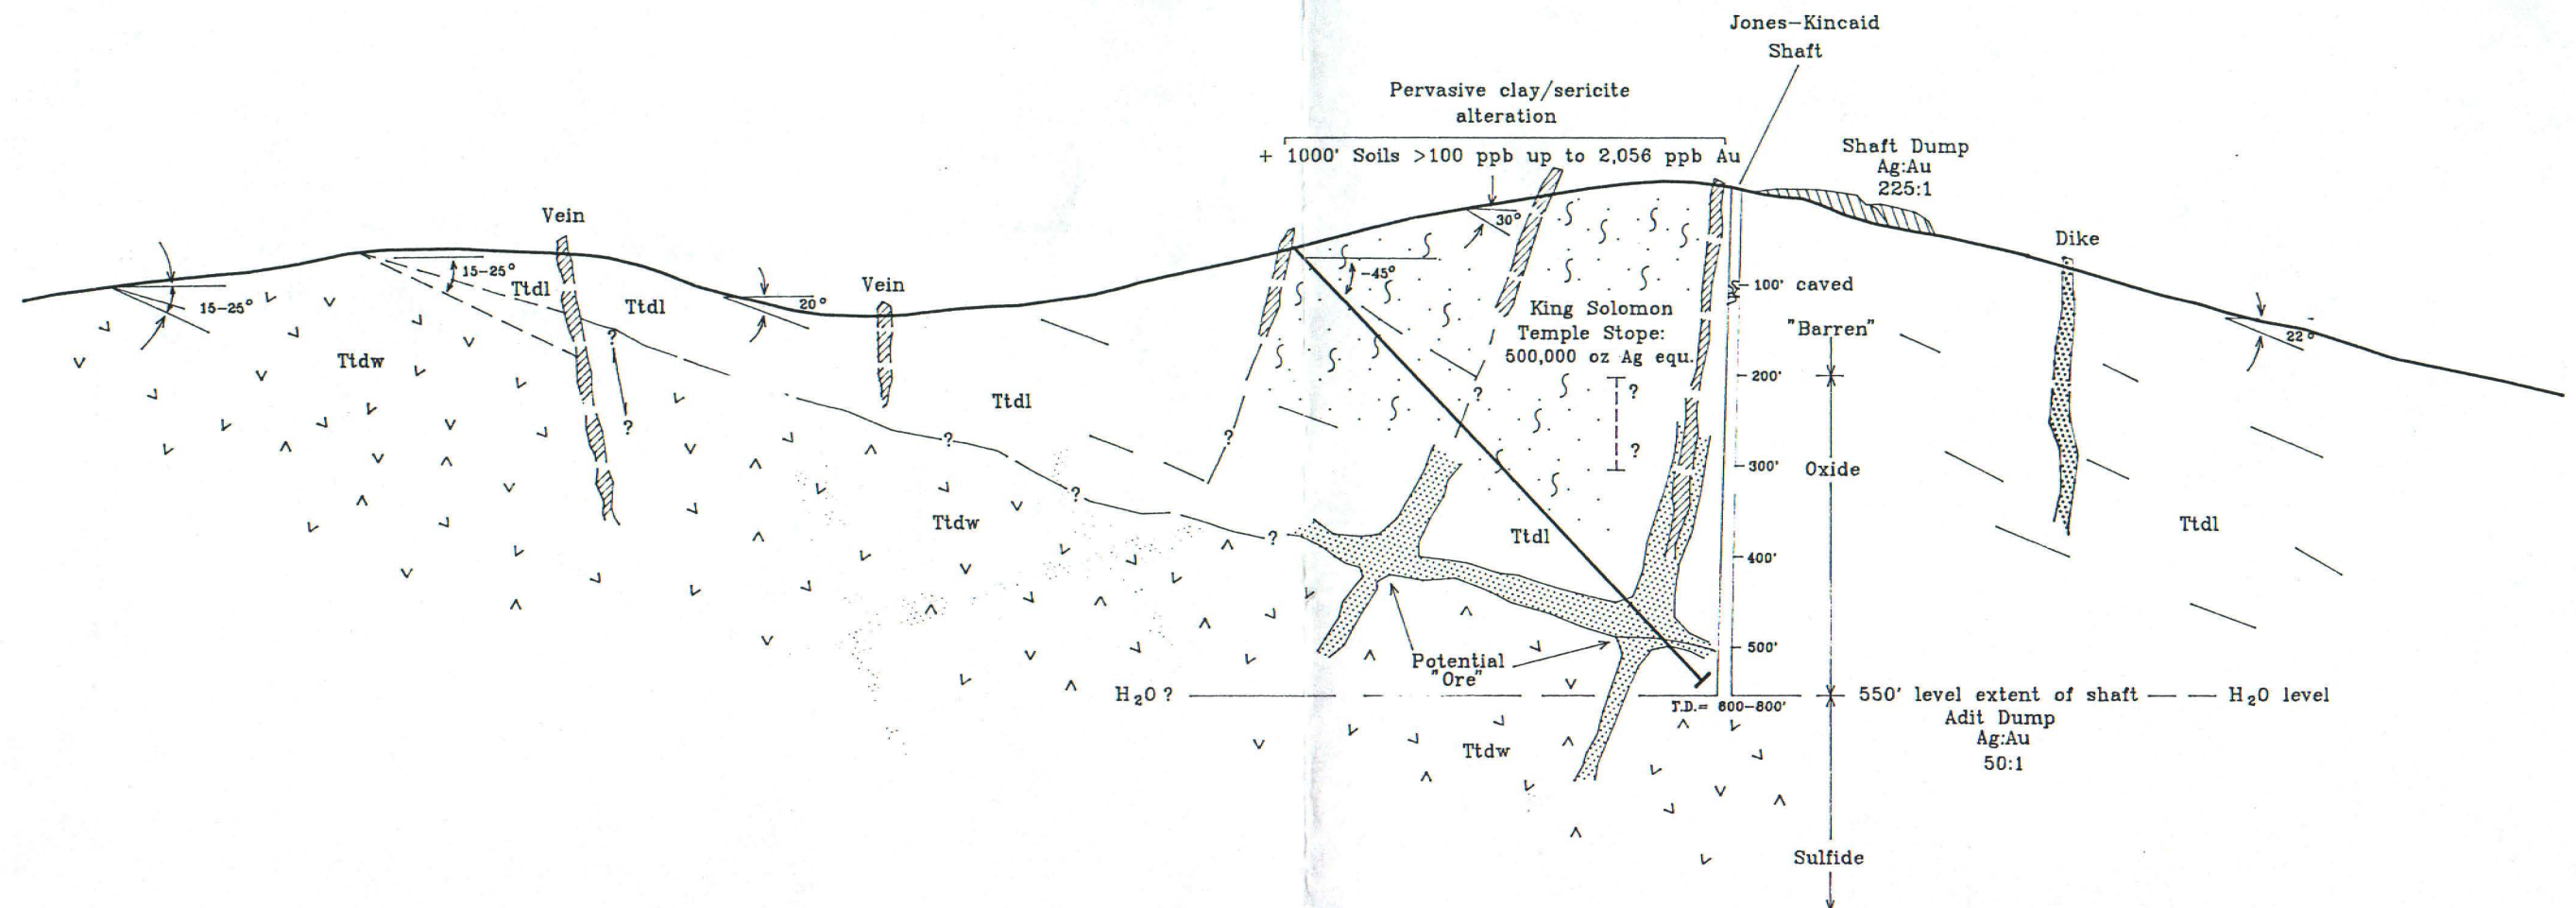 Jones-Kincaid
Shaft
Pervasive clay/sericite
alteration
+ 1000' Soils >100 ppb up to 2,056 ppb Au
Shaft Dump
Ag:Au
225:1
Vein
15-25°
15-25°
Ttdl
Ttdl
Ttdw
?
?
20°
Vein
30°
-45°
King Solomon
Temple Stope:
500,000 oz Ag equ.
?
?
?
100' caved
"Barren"
200'
300'
Oxide
400'
500'
Dike
22°
Ttdl
Ttdl
?
?
?
?
Ttdw
Ttdl
Potential
"Ore"
H₂O ?
T.D.= 600-800'
550' level extent of shaft
H₂O level
Adit Dump
Ag:Au
50:1
Ttdw
Sulfide